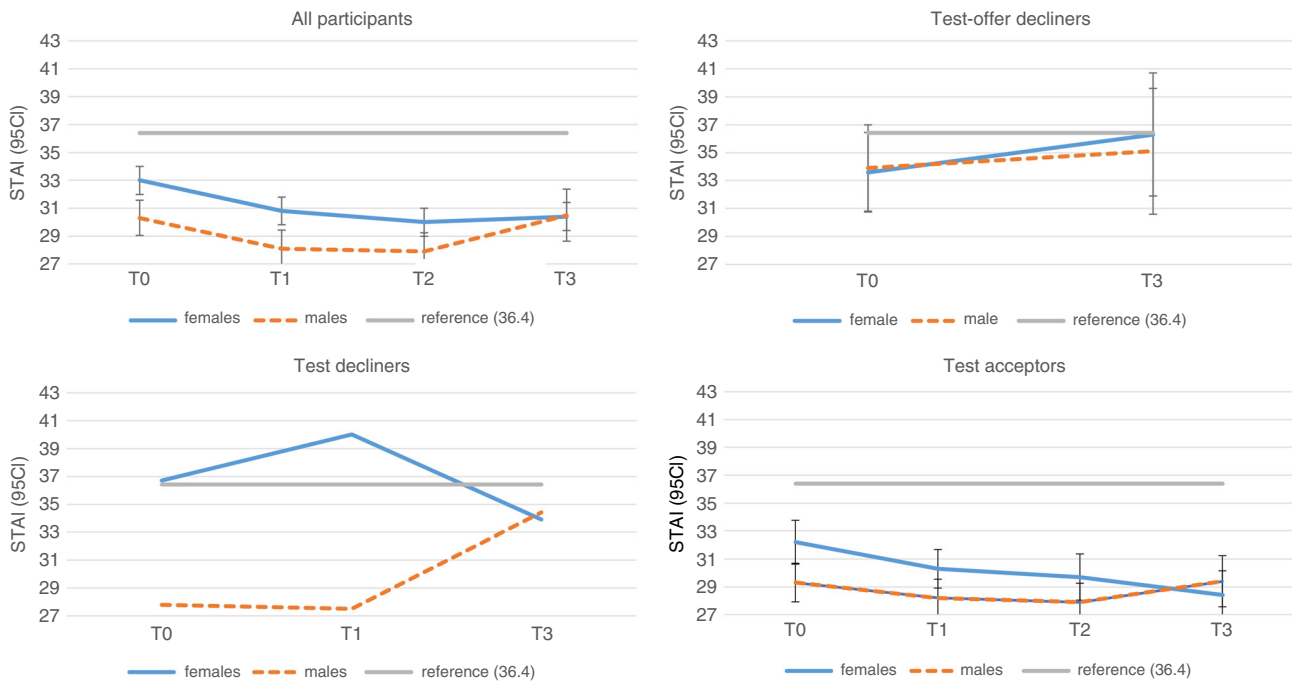 All participants
43
41
39
37
35
33
31
29
27
STAI (95CI)
T0 T1 T2 T3
females males reference (36.4)
Test-offer decliners
43
41
39
37
35
33
31
29
27
STAI (95CI)
T0 T3
female male reference (36.4)
Test decliners
43
41
39
37
35
33
31
29
27
STAI (95CI)
T0 T1 T3
females males reference (36.4)
Test acceptors
43
41
39
37
35
33
31
29
27
STAI (95CI)
T0 T1 T2 T3
females males reference (36.4)